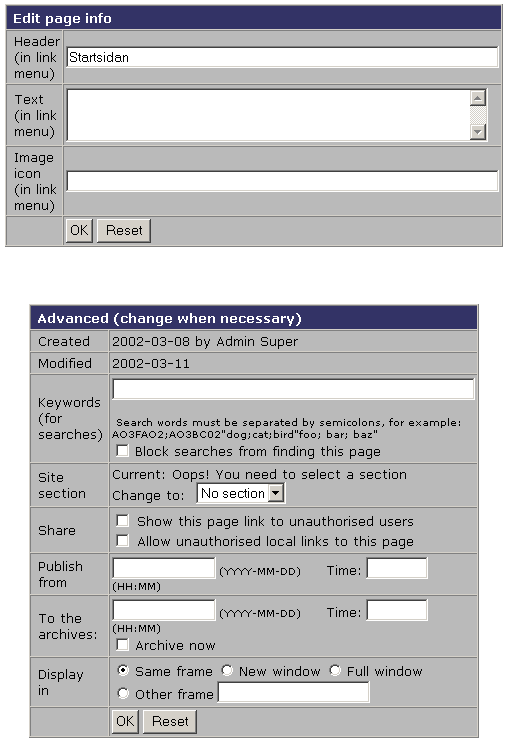 Edit page info
Header
(in link
menu)
Startsidan
Text
(in link
menu)
Image
icon
(in link
menu)
OK Reset
Advanced (change when necessary)
Created 2002-03-08 by Admin Super
Modified 2002-03-11
Keywords
(for
searches)
Search words must be separated by semicolons, for example:
AO3FAO2;AO3BC02"dog;cat;bird"foo; bar; baz"
Block searches from finding this page
Site
section
Current: Oops! You need to select a section
Change to: No section
Share
Show this page link to unauthorised users
Allow unauthorised local links to this page
Publish
from
(YYYY-MM-DD) Time:
(HH:MM)
To the
archives:
(YYYY-MM-DD) Time:
(HH:MM)
Archive now
Display
in
Same frame New window Full window
Other frame
OK Reset